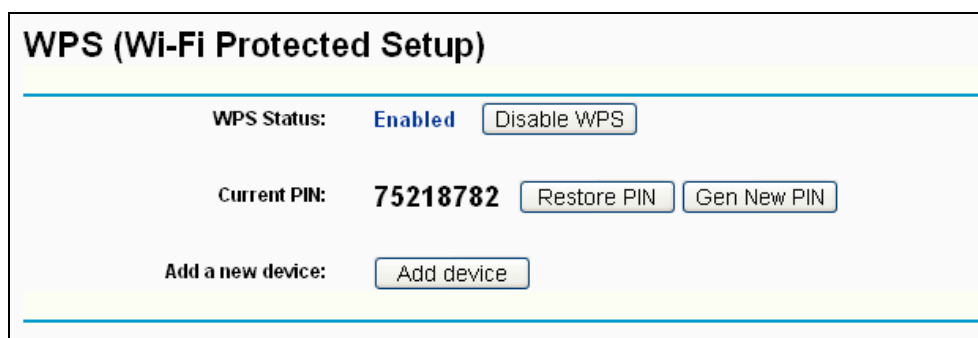 WPS (Wi-Fi Protected Setup)
WPS Status: Enabled Disable WPS
Current PIN: 75218782 Restore PIN Gen New PIN
Add a new device: Add device